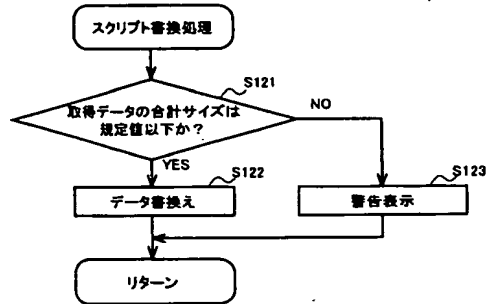 スクリプト書換処理
S121
取得データの合計サイズは
規定値以下か？
NO
YES
S122
データ書換え
S123
警告表示
リターン